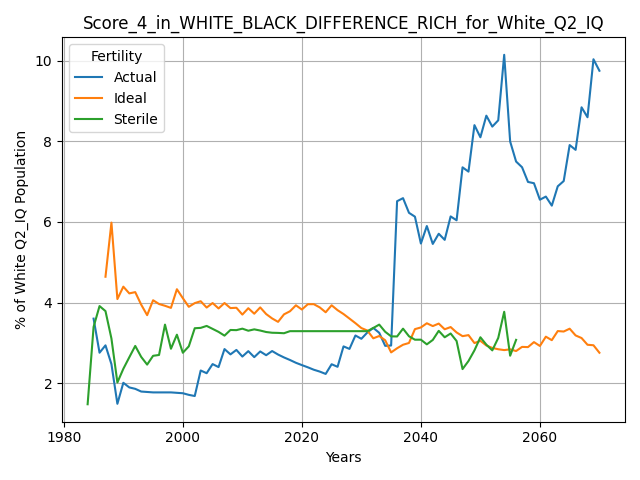 Score_4_in_WHITE_BLACK_DIFFERENCE_RICH_for_White_Q2_IQ
Fertility
Actual
Ideal
Sterile
% of White Q2_IQ Population
10
8
6
4
2
1980
2000
2020
2040
2060
Years